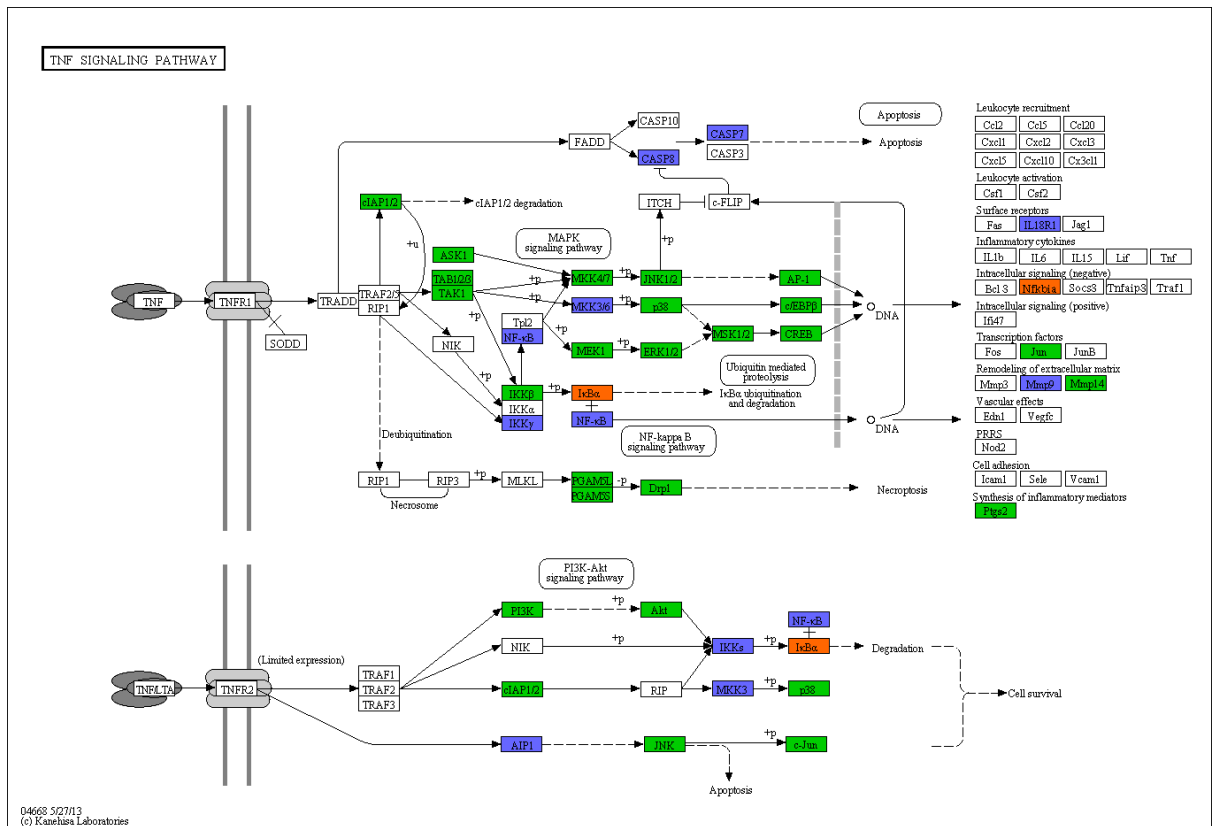 TNF SIGNALING PATHWAY
Apoptosis
CASP10
FADD
CASP7
CASP8
CASP3
Apoptosis
cIAP1/2
cIAP1/2 degradation
ITCH
c-FLIP
+u
+p
MAPK
signaling pathway
ASK1
TAB1/2/3
TAK1
MKK4/7
+p
JNK1/2
AP-1
+p
TNF
TNFR1
TRADD
TRAF2/5
RIP1
+p
MKK3/6
+p
p38
c/EBPβ
DNA
SODD
NIK
Tpl2
NF-κB
MSK1/2
CREB
MEK1
+p
ERK1/2
+p
+p
Ubiquitin mediated
proteolysis
IKKβ
IKKα
IKKγ
+p
IκBα
IκBα ubiquitination
and degradation
NF-κB
DNA
Deubiquitination
NF-kappa B
signaling pathway
RIP1
RIP3
+p
MLKL
PGAM5L
PGAM5S
-p
Drp1
Necroptosis
Necrosome
Leukocyte recruitment
Ccl2 Ccl5 Ccl20
Cxcl1 Cxcl2 Cxcl3
Cxcl5 Cxcl10 Cx3cl1
Leukocyte activation
Csf1 Csf2
Surface receptors
Fas IL18R1 Jag1
Inflammatory cytokines
IL1b IL6 IL15 Lif Tnf
Intracellular signaling (negative)
Bcl3 Nfkbia Socs3 Tnfaip3 Traf1
Intracellular signaling (positive)
Ifi47
Transcription factors
Fos Jun JunB
Remodeling of extracellular matrix
Mmp3 Mmp9 Mmp14
Vascular effects
Edn1 Vegfc
PRRS
Nod2
Cell adhesion
Icam1 Sele Vcam1
Synthesis of inflammatory mediators
Ptgs2
PI3K-Akt
signaling pathway
PI3K
+p
Akt
NF-κB
NIK
+p
IKKs
+p
IκBα
Degradation
(Limited expression)
TNF/LTA
TNFR2
TRAF1
TRAF2
TRAF3
cIAP1/2
RIP
MKK3
+p
p38
Cell survival
AIP1
JNK
+p
c-Jun
Apoptosis
04668 5/27/13
(c) Kanehisa Laboratories